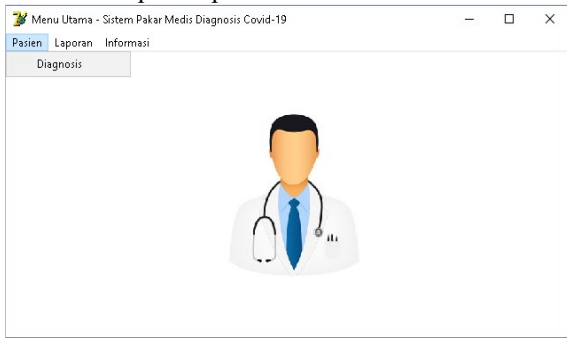 Menu Utama - Sistem Pakar Medis Diagnosis Covid-19
Pasien Laporan Informasi
Diagnosis